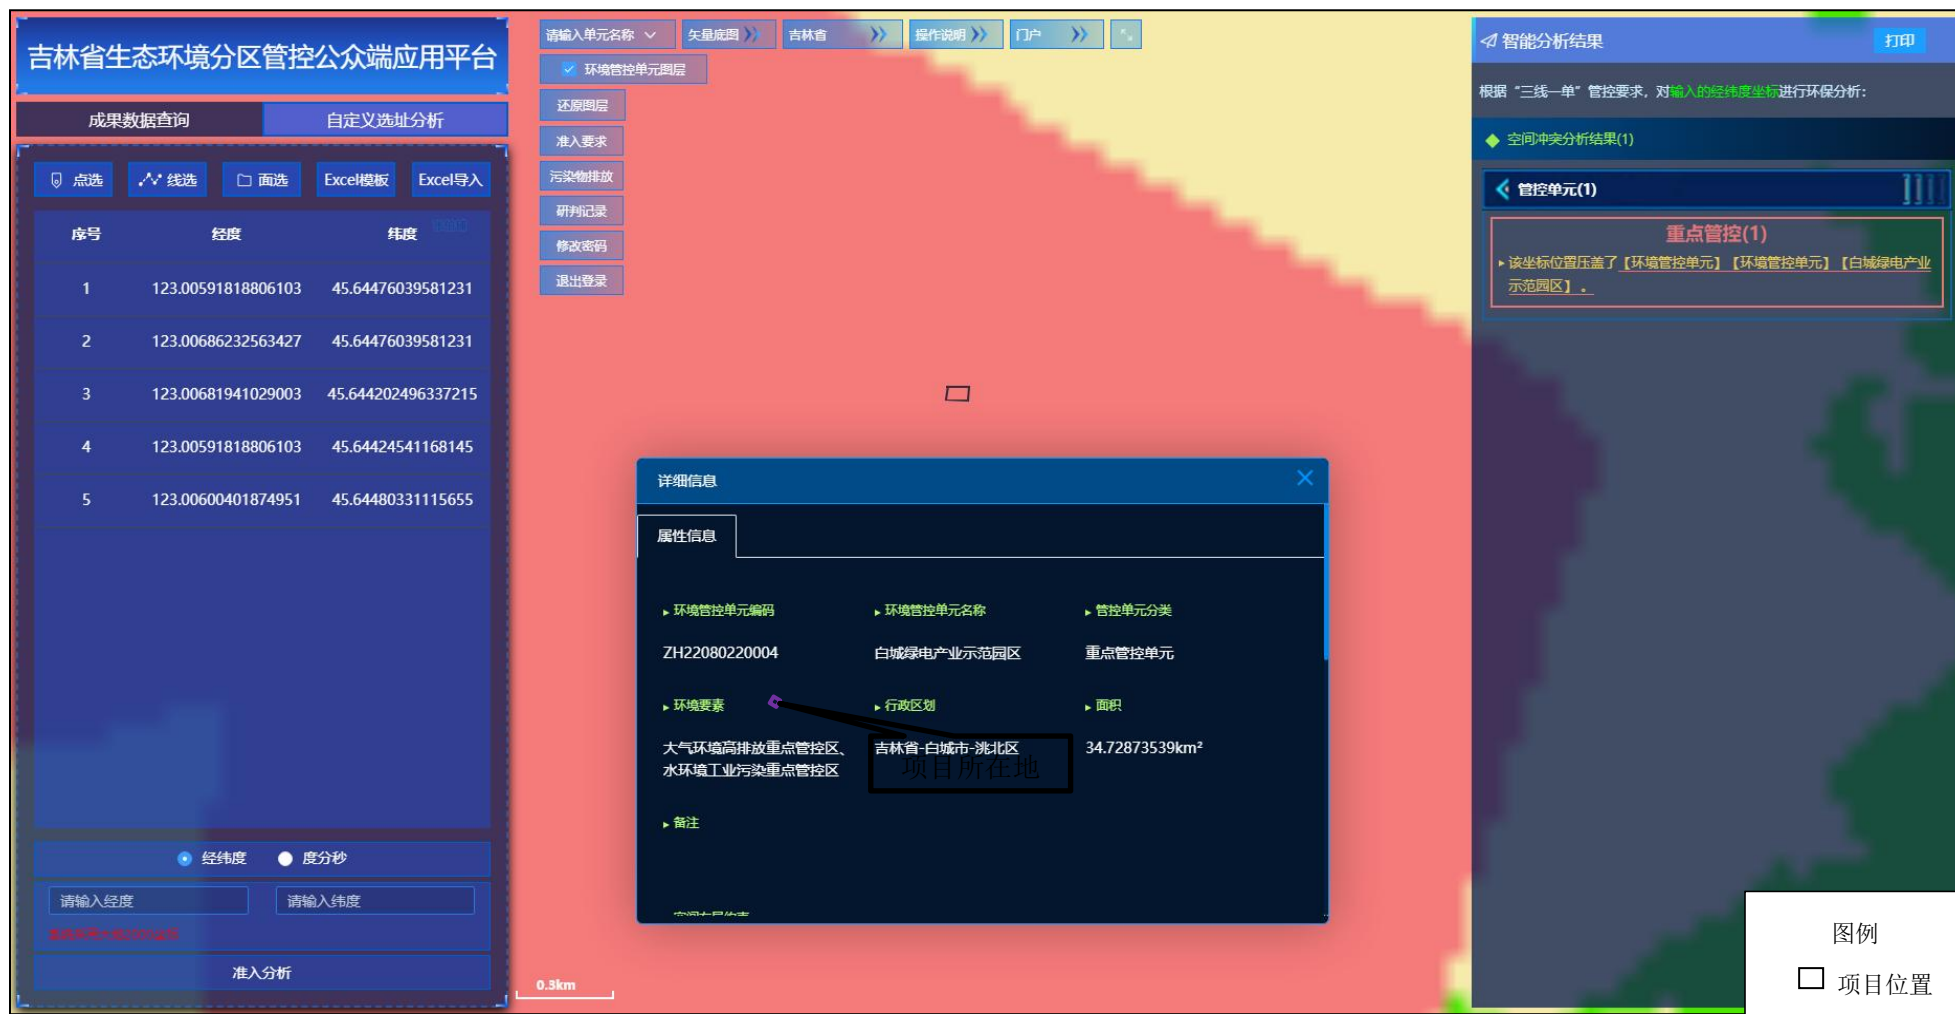 吉林省生态环境分区管控公众端应用平台
成果数据查询 自定义选址分析
点选 线选 面选 Excel模板 Excel导入
序号 经度 纬度
1 123.00591818806103 45.64476039581231
2 123.00686232563427 45.64476039581231
3 123.00681941029003 45.644202496337215
4 123.00591818806103 45.64424541168145
5 123.00600401874951 45.64480331115655
经纬度 度分秒
请输入经度 请输入纬度
准入分析
请输入单元名称 矢量底图 吉林省 操作说明 门户
环境管控单元图层
还原图层
准入要求
污染物排放
研判记录
修改密码
退出登录
详细信息
属性信息
环境管控单元编码 环境管控单元名称 管控单元分类
ZH22080220004 白城绿电产业示范园区 重点管控单元
环境要素 行政区划 面积
大气环境高排放重点管控区、 吉林省-白城市-洮北区 34.72873539km²
水环境工业污染重点管控区
项目所在地
备注
空间布局约束
0.3km
智能分析结果 打印
根据“三线一单”管控要求，对输入的经纬度坐标进行环保分析：
空间冲突分析结果(1)
管控单元(1)
重点管控(1)
该坐标位置压盖了【环境管控单元】【环境管控单元】【白城绿电产业
示范园区】。
图例
项目位置